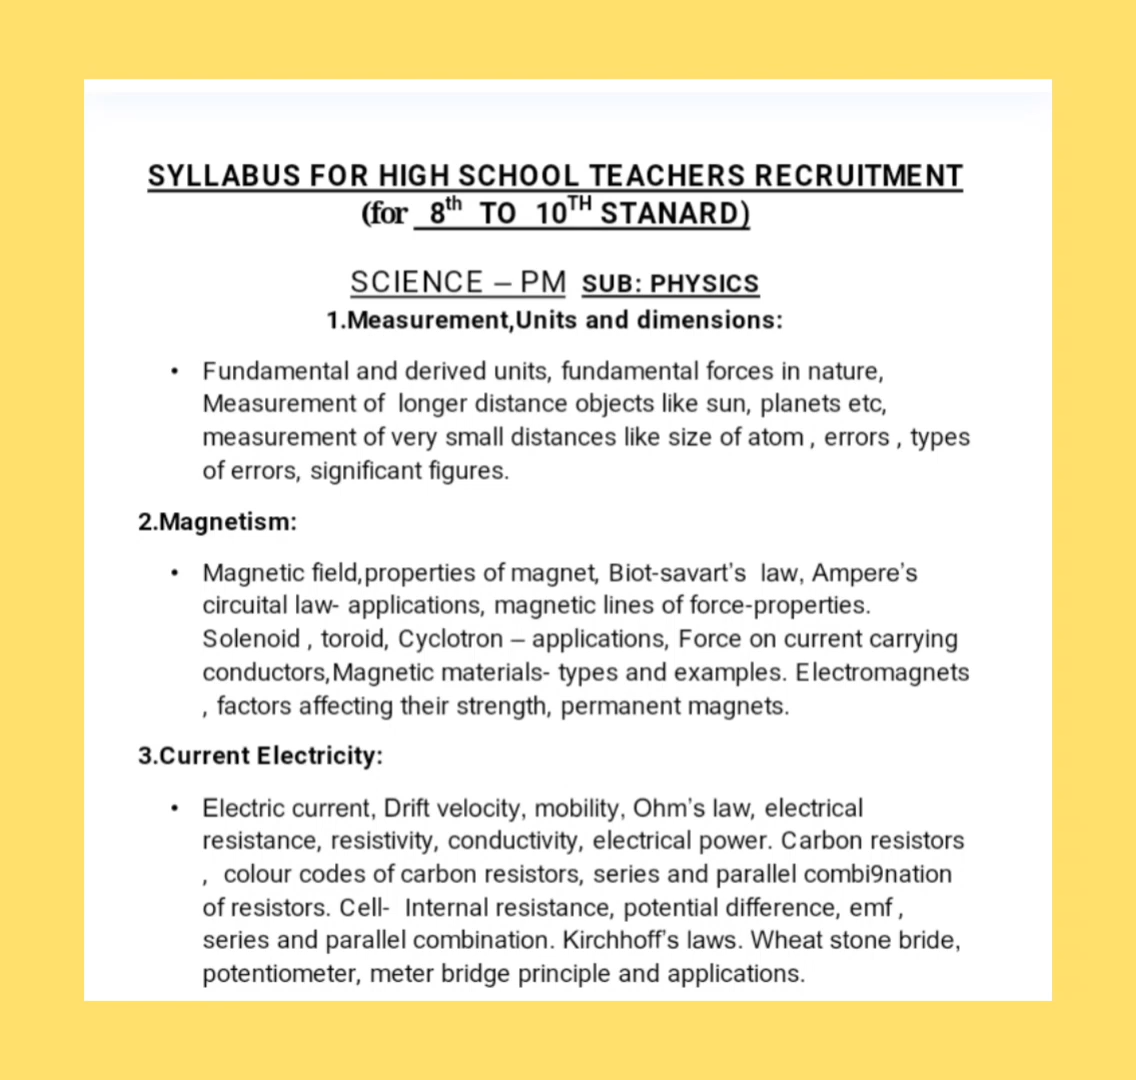 SYLLABUS FOR HIGH SCHOOL TEACHERS RECRUITMENT
(for 8th TO 10TH STANARD)
SCIENCE – PM SUB: PHYSICS
1.Measurement,Units and dimensions:
• Fundamental and derived units, fundamental forces in nature,
Measurement of longer distance objects like sun, planets etc,
measurement of very small distances like size of atom , errors , types
of errors, significant figures.
2.Magnetism:
• Magnetic field,properties of magnet, Biot-savart's law, Ampere's
circuital law- applications, magnetic lines of force-properties.
Solenoid , toroid, Cyclotron – applications, Force on current carrying
conductors,Magnetic materials- types and examples. Electromagnets
, factors affecting their strength, permanent magnets.
3.Current Electricity:
• Electric current, Drift velocity, mobility, Ohm's law, electrical
resistance, resistivity, conductivity, electrical power. Carbon resistors
, colour codes of carbon resistors, series and parallel combi9nation
of resistors. Cell- Internal resistance, potential difference, emf ,
series and parallel combination. Kirchhoff's laws. Wheat stone bride,
potentiometer, meter bridge principle and applications.